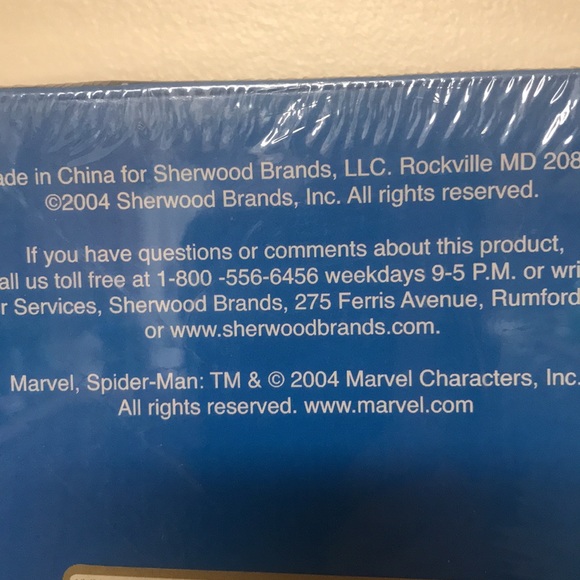 ade in China for Sherwood Brands, LLC. Rockville MD 208
©2004 Sherwood Brands, Inc. All rights reserved.
If you have questions or comments about this product,
all us toll free at 1-800 -556-6456 weekdays 9-5 P.M. or wri
r Services, Sherwood Brands, 275 Ferris Avenue, Rumford
or www.sherwoodbrands.com.
Marvel, Spider-Man: TM & © 2004 Marvel Characters, Inc.
All rights reserved. www.marvel.com